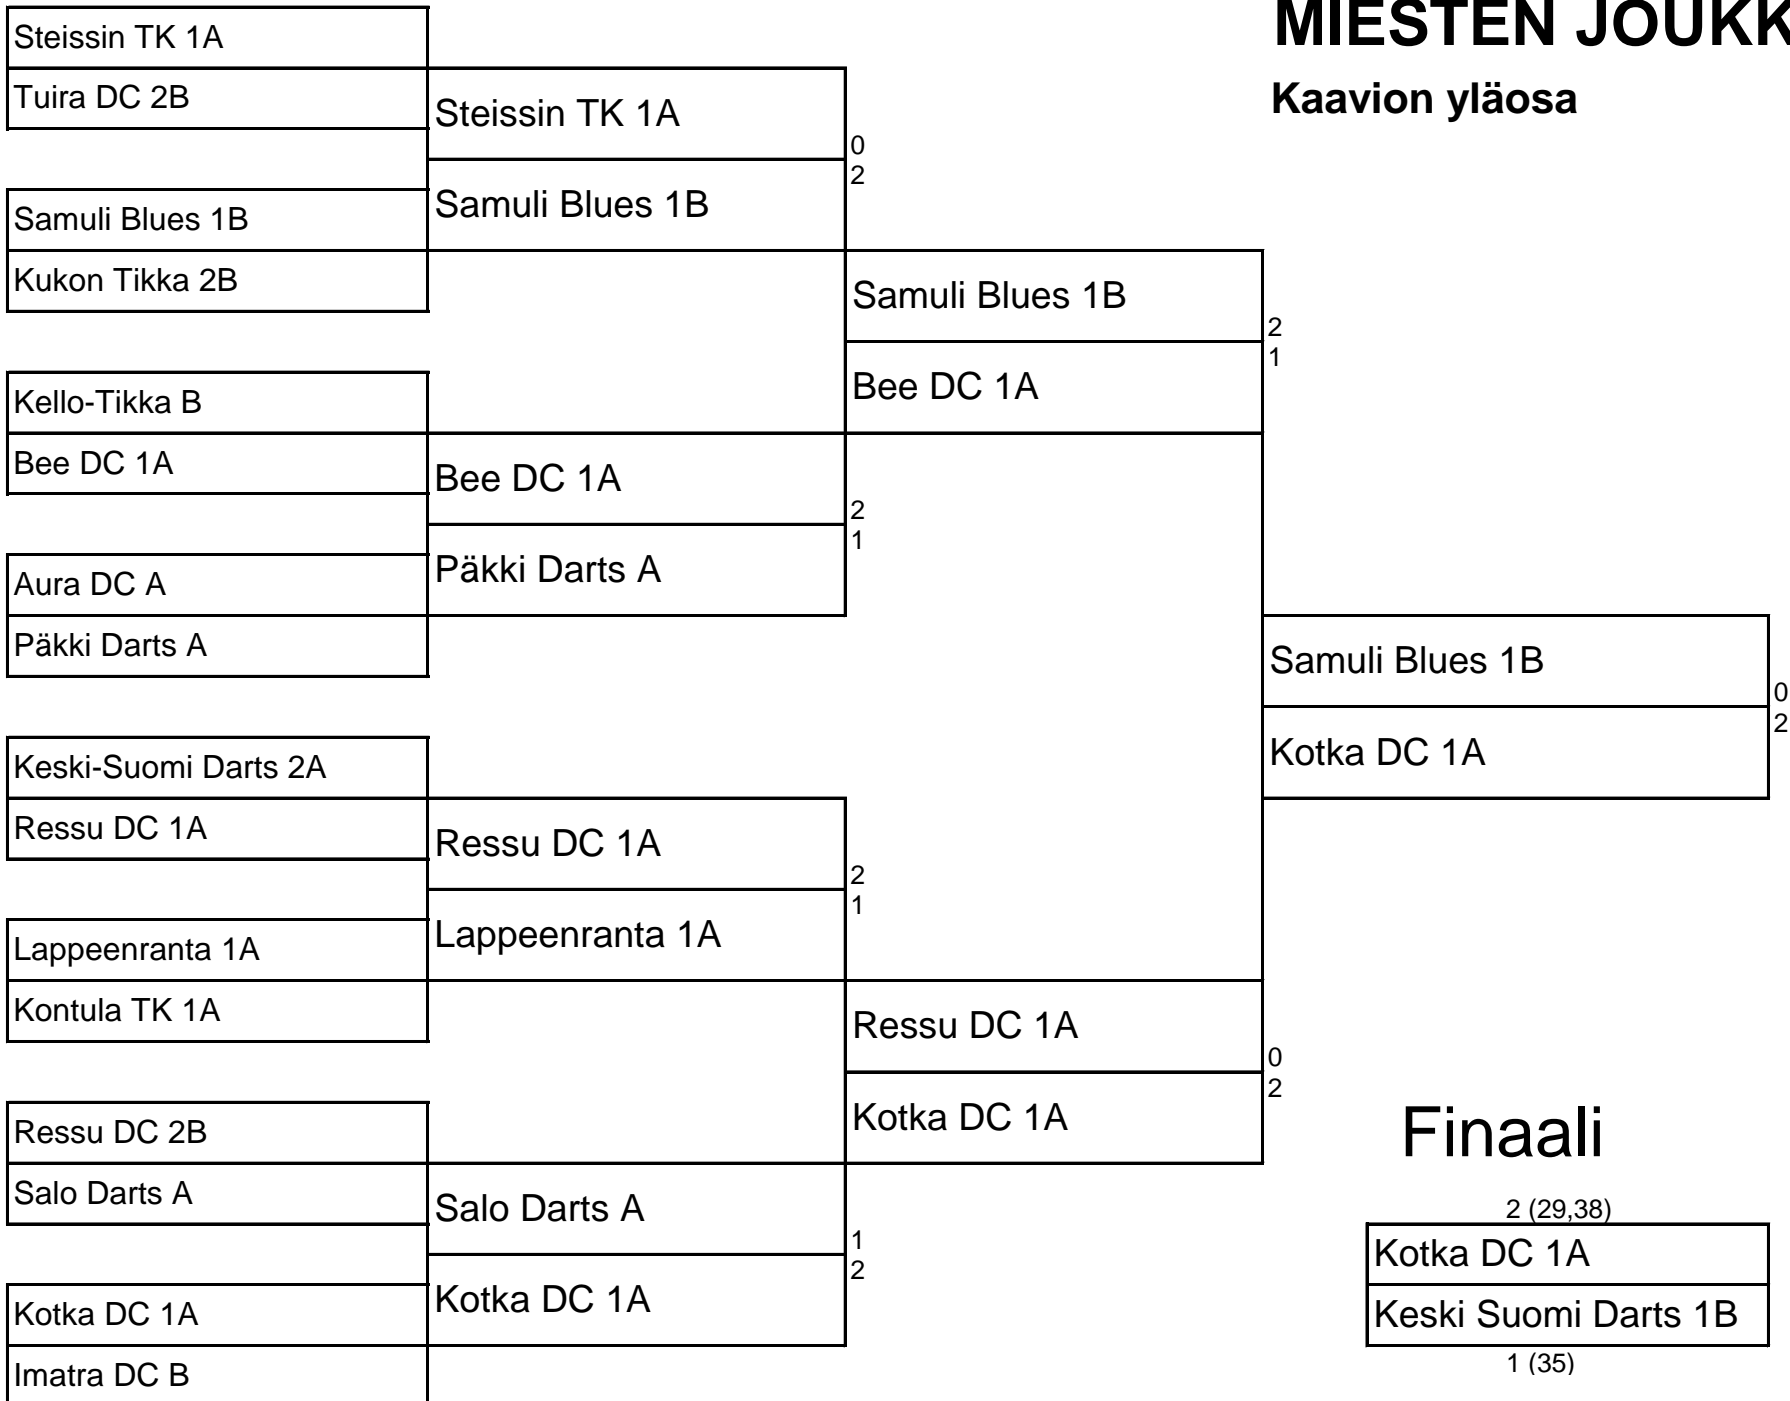 MIESTEN JOUKK
Kaavion yläosa
Steissin TK 1A
Tuira DC 2B
Samuli Blues 1B
Kukon Tikka 2B
Kello-Tikka B
Bee DC 1A
Aura DC A
Päkki Darts A
Keski-Suomi Darts 2A
Ressu DC 1A
Lappeenranta 1A
Kontula TK 1A
Ressu DC 2B
Salo Darts A
Kotka DC 1A
Imatra DC B
Steissin TK 1A
0
2
Samuli Blues 1B
Bee DC 1A
2
1
Päkki Darts A
Ressu DC 1A
2
1
Lappeenranta 1A
Salo Darts A
1
2
Kotka DC 1A
Samuli Blues 1B
2
1
Bee DC 1A
Ressu DC 1A
0
2
Kotka DC 1A
Samuli Blues 1B
0
2
Kotka DC 1A
Finaali
2 (29,38)
Kotka DC 1A
Keski Suomi Darts 1B
1 (35)